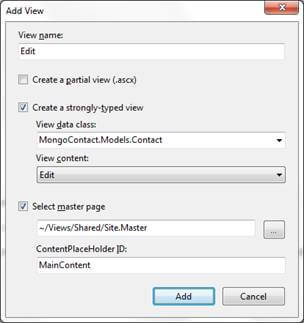 Add View
View name:
Edit
Create a partial view (.ascx)
Create a strongly-typed view
View data class:
MongoContact.Models.Contact
View content:
Edit
Select master page
~/Views/Shared/Site.Master
...
ContentPlaceHolder ID:
MainContent
Add Cancel